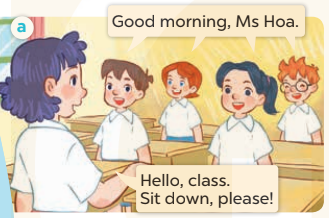 a
Good morning, Ms Hoa.
Hello, class.
Sit down, please!